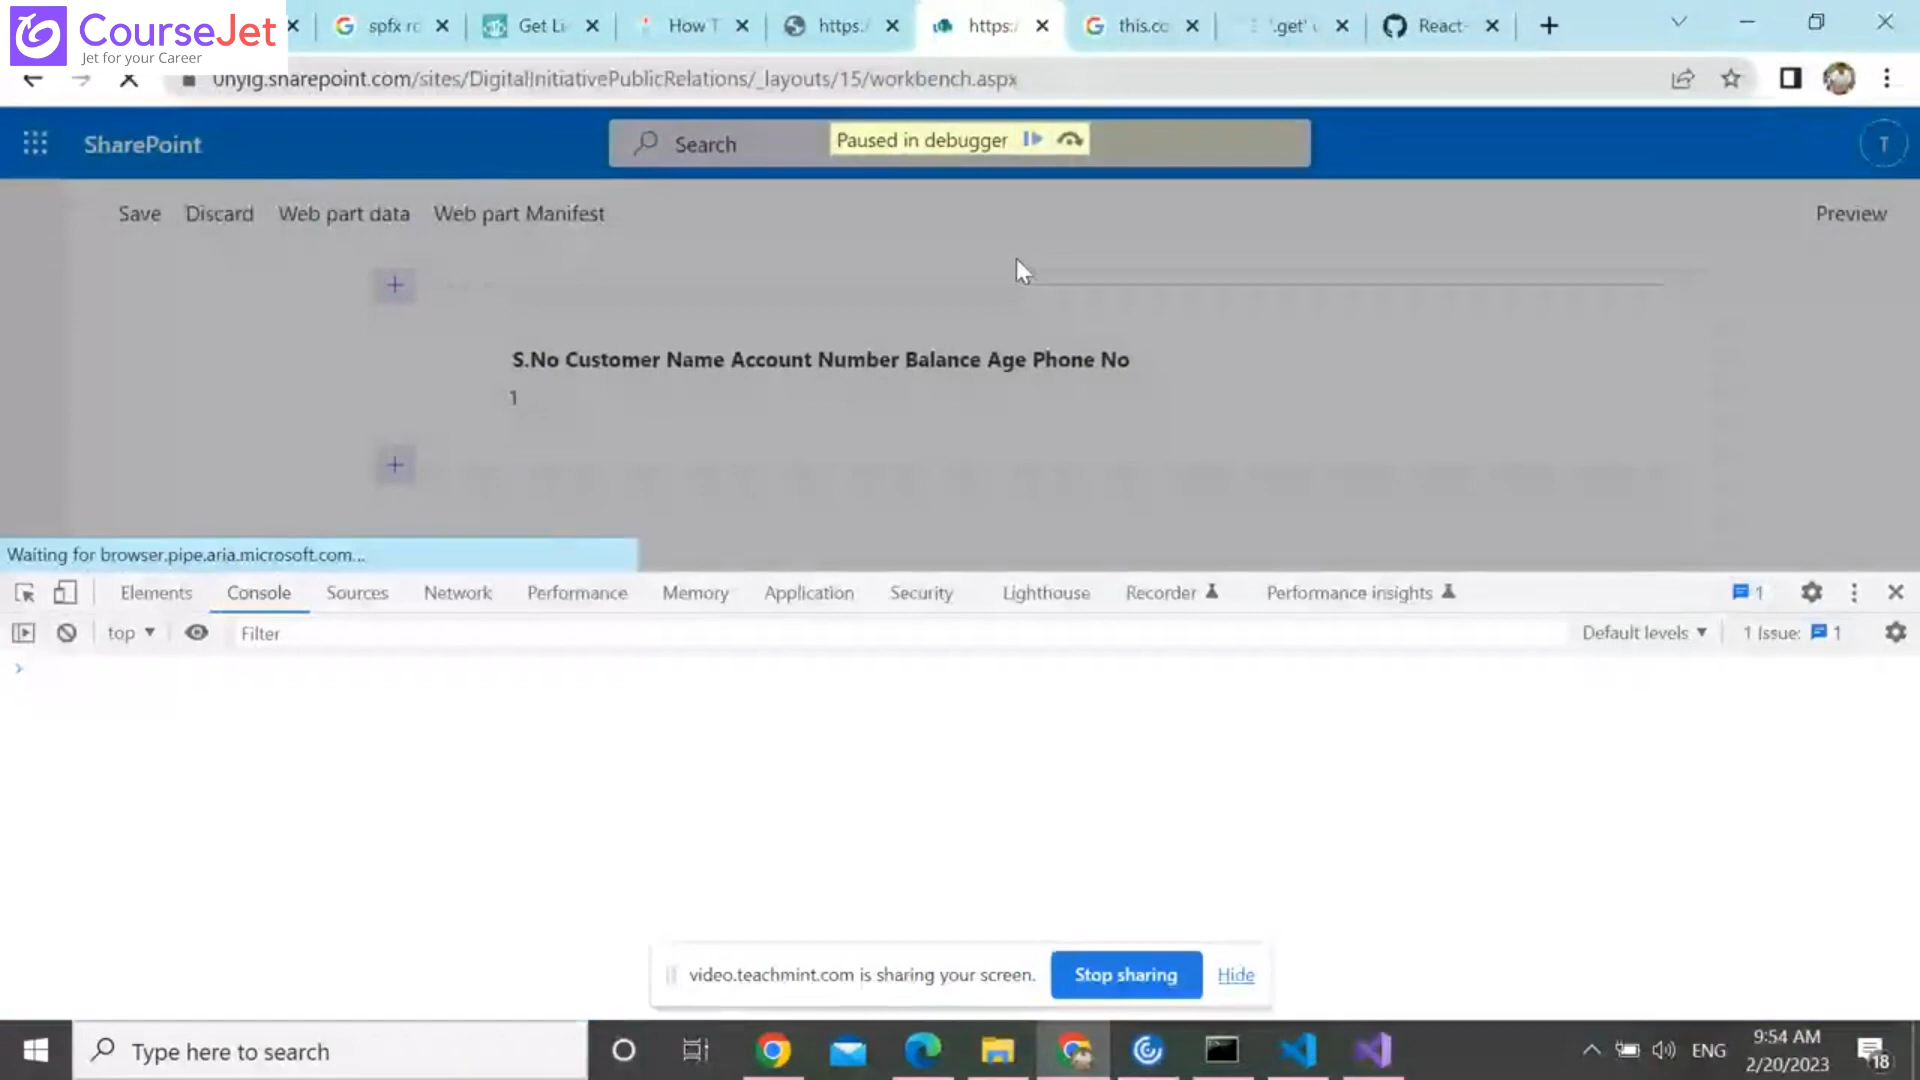 CourseJet
Jet for your Career
spfx rc
Get Li
How T
https:/
https:/
this.cc
'.get' u
React-
0nyig.sharepoint.com/sites/DigitalInitiativePublicRelations/_layouts/15/workbench.aspx
SharePoint
Search
Paused in debugger
T
Save Discard Web part data Web part Manifest Preview
S.No Customer Name Account Number Balance Age Phone No
1
Waiting for browser.pipe.aria.microsoft.com...
Elements Console Sources Network Performance Memory Application Security Lighthouse Recorder Performance insights 1
top Filter Default levels 1 Issue: 1
video.teachmint.com is sharing your screen. Stop sharing Hide
Type here to search
ENG
9:54 AM
2/20/2023
18